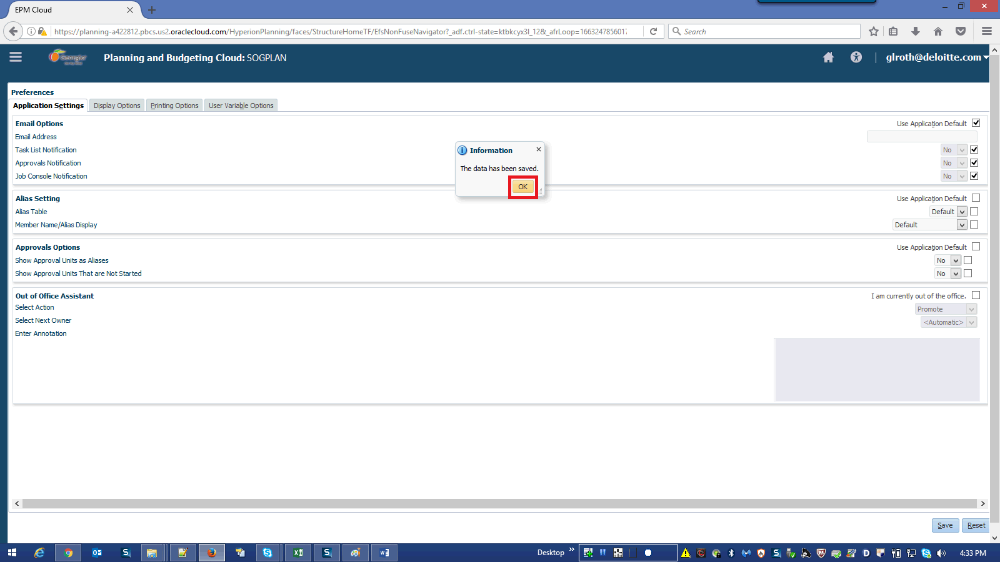 EPM Cloud
https://planning-a422812.pbcs.us2.oraclecloud.com/HyperionPlanning/faces/StructureHomeTF/EfsNonFuseNavigator?_adf.ctrl-state=ktbkcyx3l_12&_afrLoop=1663247856017
Search
Georgia
Planning and Budgeting Cloud: SOGPLAN
glroth@deloitte.com
Preferences
Application Settings
Display Options
Printing Options
User Variable Options
Email Options
Use Application Default
Email Address
Task List Notification
No
Approvals Notification
No
Job Console Notification
No
Information
The data has been saved.
OK
Alias Setting
Use Application Default
Alias Table
Default
Member Name/Alias Display
Default
Approvals Options
Use Application Default
Show Approval Units as Aliases
No
Show Approval Units That are Not Started
No
Out of Office Assistant
I am currently out of the office.
Select Action
Promote
Select Next Owner
<Automatic>
Enter Annotation
Save
Reset
Desktop
4:33 PM